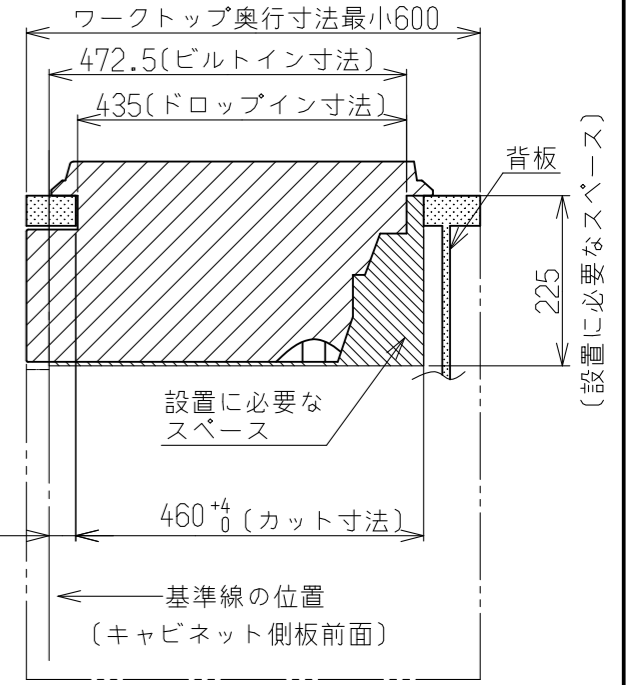 ワークトップ奥行寸法最小600
472.5(ビルトイン寸法)
435(ドロップイン寸法)
背板
225
(設置に必要なスペース)
設置に必要な
スペース
460 +4 0 (カット寸法)
基準線の位置
(キャビネット側板前面)